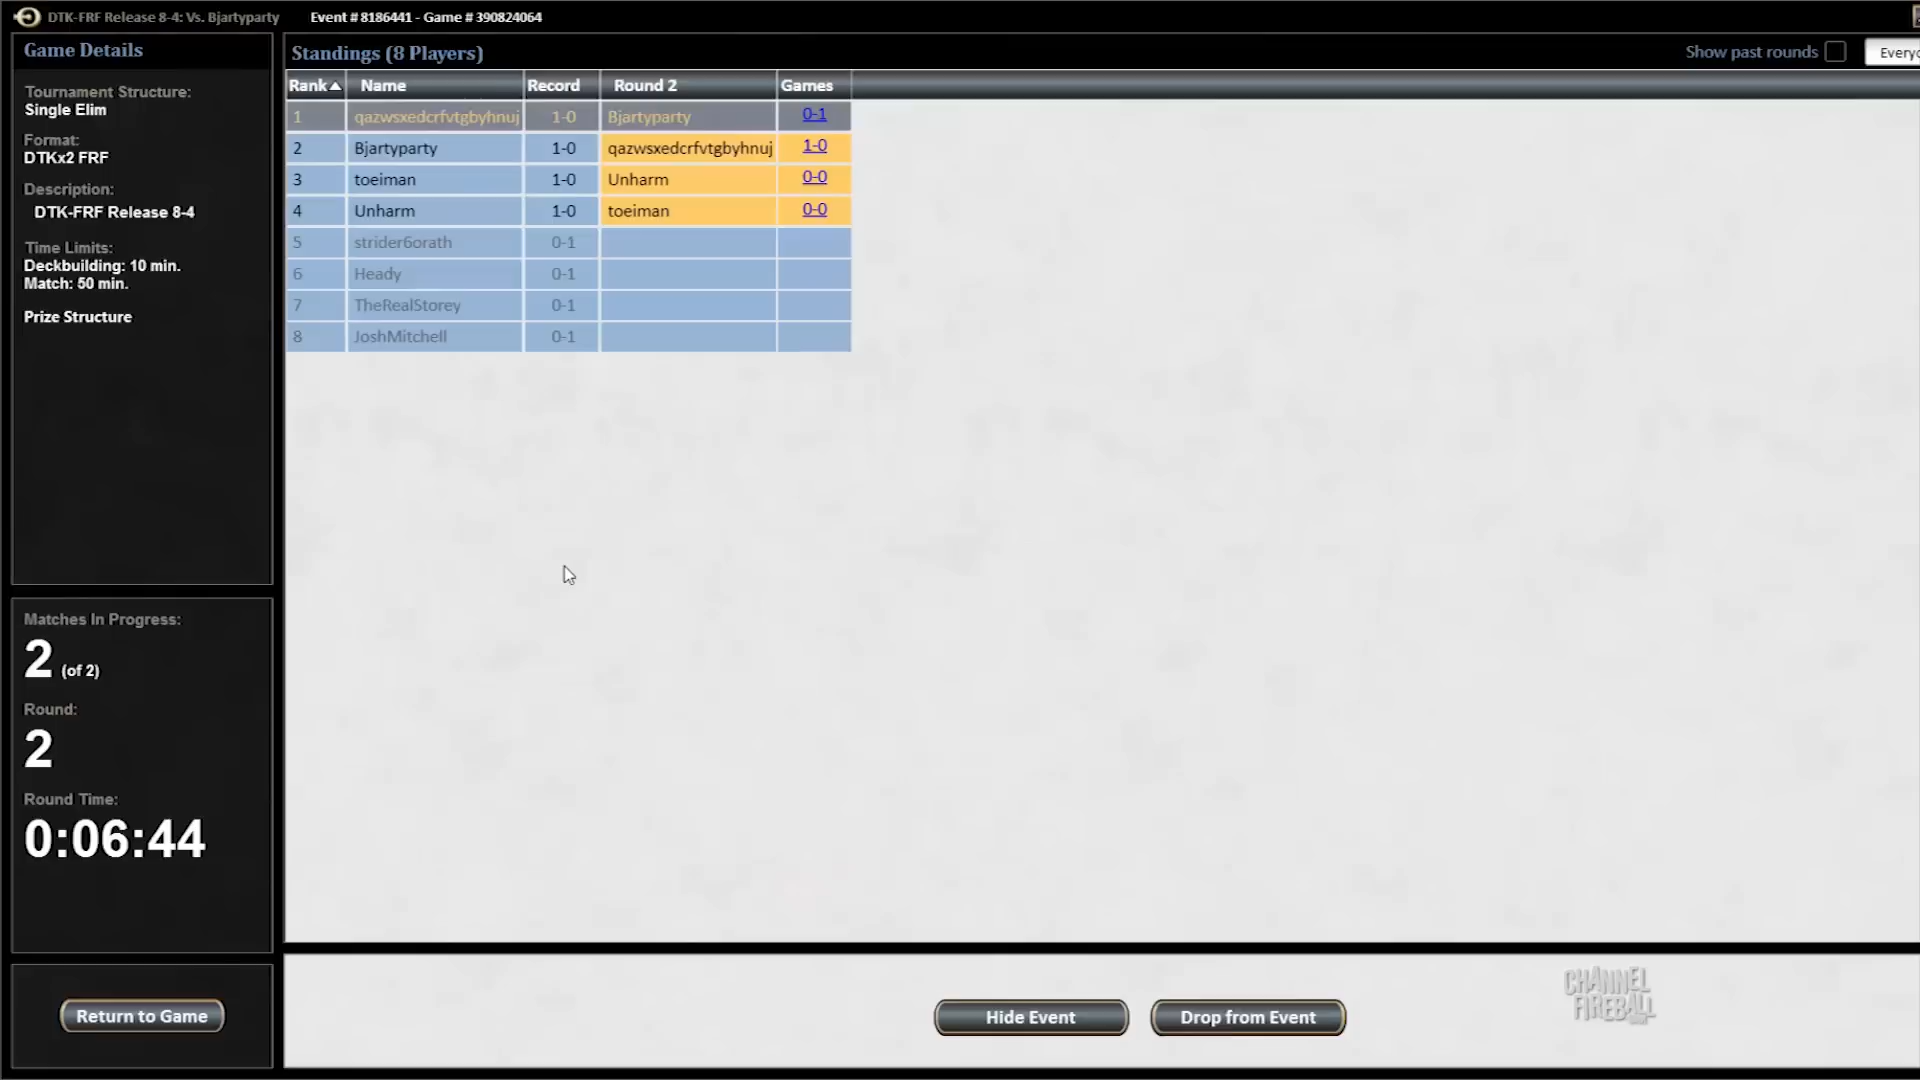 DTK-FRF Release 8-4: Vs. Bjartyparty
Event # 8186441 - Game # 390824064
Game Details
Tournament Structure:
Single Elim
Format:
DTKx2 FRF
Description:
DTK-FRF Release 8-4
Time Limits:
Deckbuilding: 10 min.
Match: 50 min.
Prize Structure
Standings (8 Players)
Show past rounds
Rank Name Record Round 2 Games
1 qazwsxedcrfvtgbyhnuj 1-0 Bjartyparty 0-1
2 Bjartyparty 1-0 qazwsxedcrfvtgbyhnuj 1-0
3 toeiman 1-0 Unharm 0-0
4 Unharm 1-0 toeiman 0-0
5 strider6orath 0-1
6 Heady 0-1
7 TheRealStorey 0-1
8 JoshMitchell 0-1
Matches In Progress:
2 (of 2)
Round:
2
Round Time:
0:06:44
Return to Game
Hide Event
Drop from Event
CHANNEL
FIREBALL